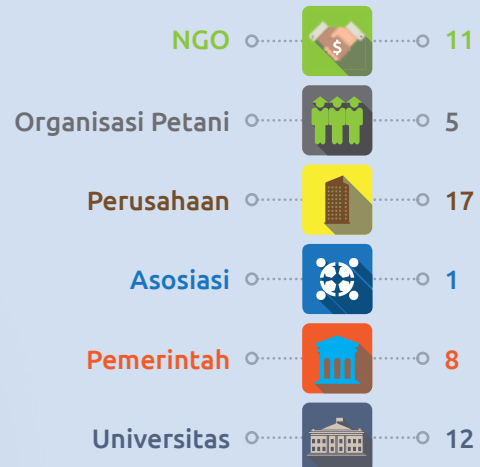 NGO $ 11
Organisasi Petani 5
Perusahaan 17
Asosiasi 1
Pemerintah 8
Universitas 12